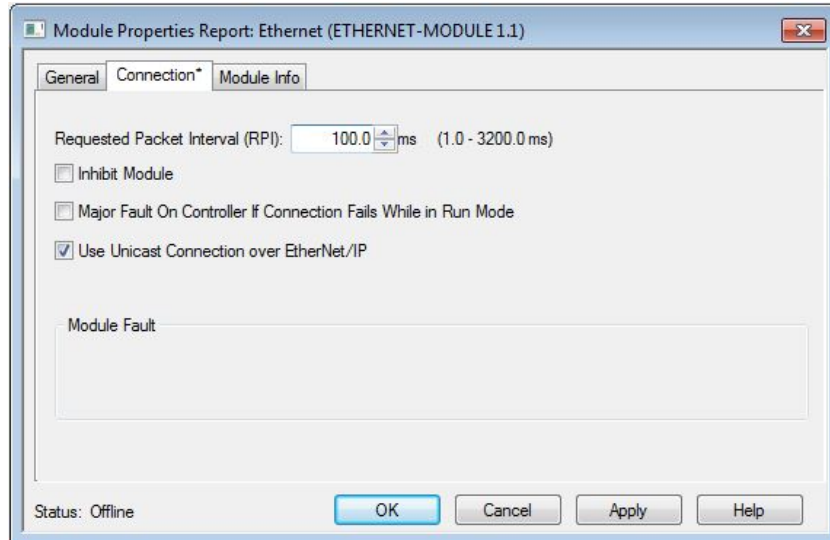 Module Properties Report: Ethernet (ETHERNET-MODULE 1.1)
General Connection* Module Info
Requested Packet Interval (RPI): 100.0 ms (1.0 - 3200.0 ms)
Inhibit Module
Major Fault On Controller If Connection Fails While in Run Mode
Use Unicast Connection over EtherNet/IP
Module Fault
Status: Offline OK Cancel Apply Help